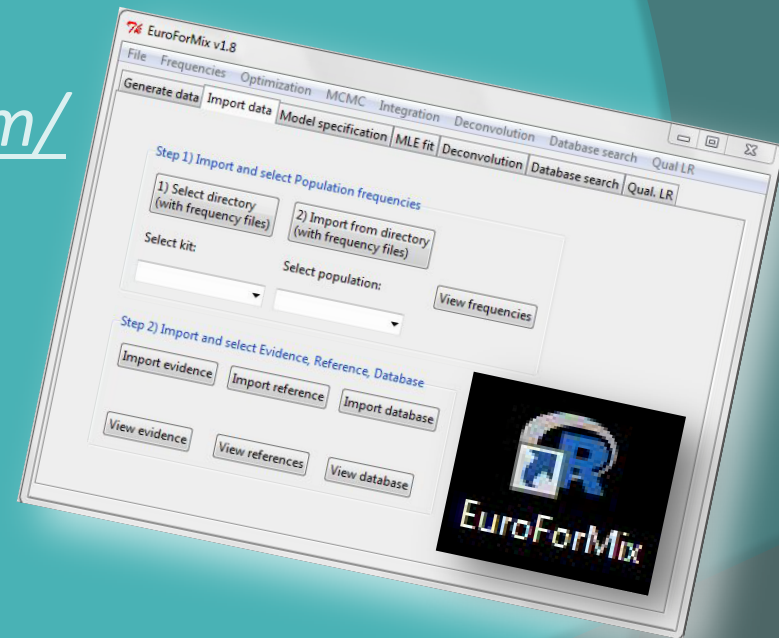 m/
EuroForMix v1.8
File Frequencies Optimization MCMC Integration Deconvolution Database search Qual LR
Generate data Import data Model specification MLE fit Deconvolution Database search Qual. LR
Step 1) Import and select Population frequencies
1) Select directory
(with frequency files)
2) Import from directory
(with frequency files)
Select kit:
Select population:
View frequencies
Step 2) Import and select Evidence, Reference, Database
Import evidence Import reference Import database
View evidence View references View database
R
EuroForMix